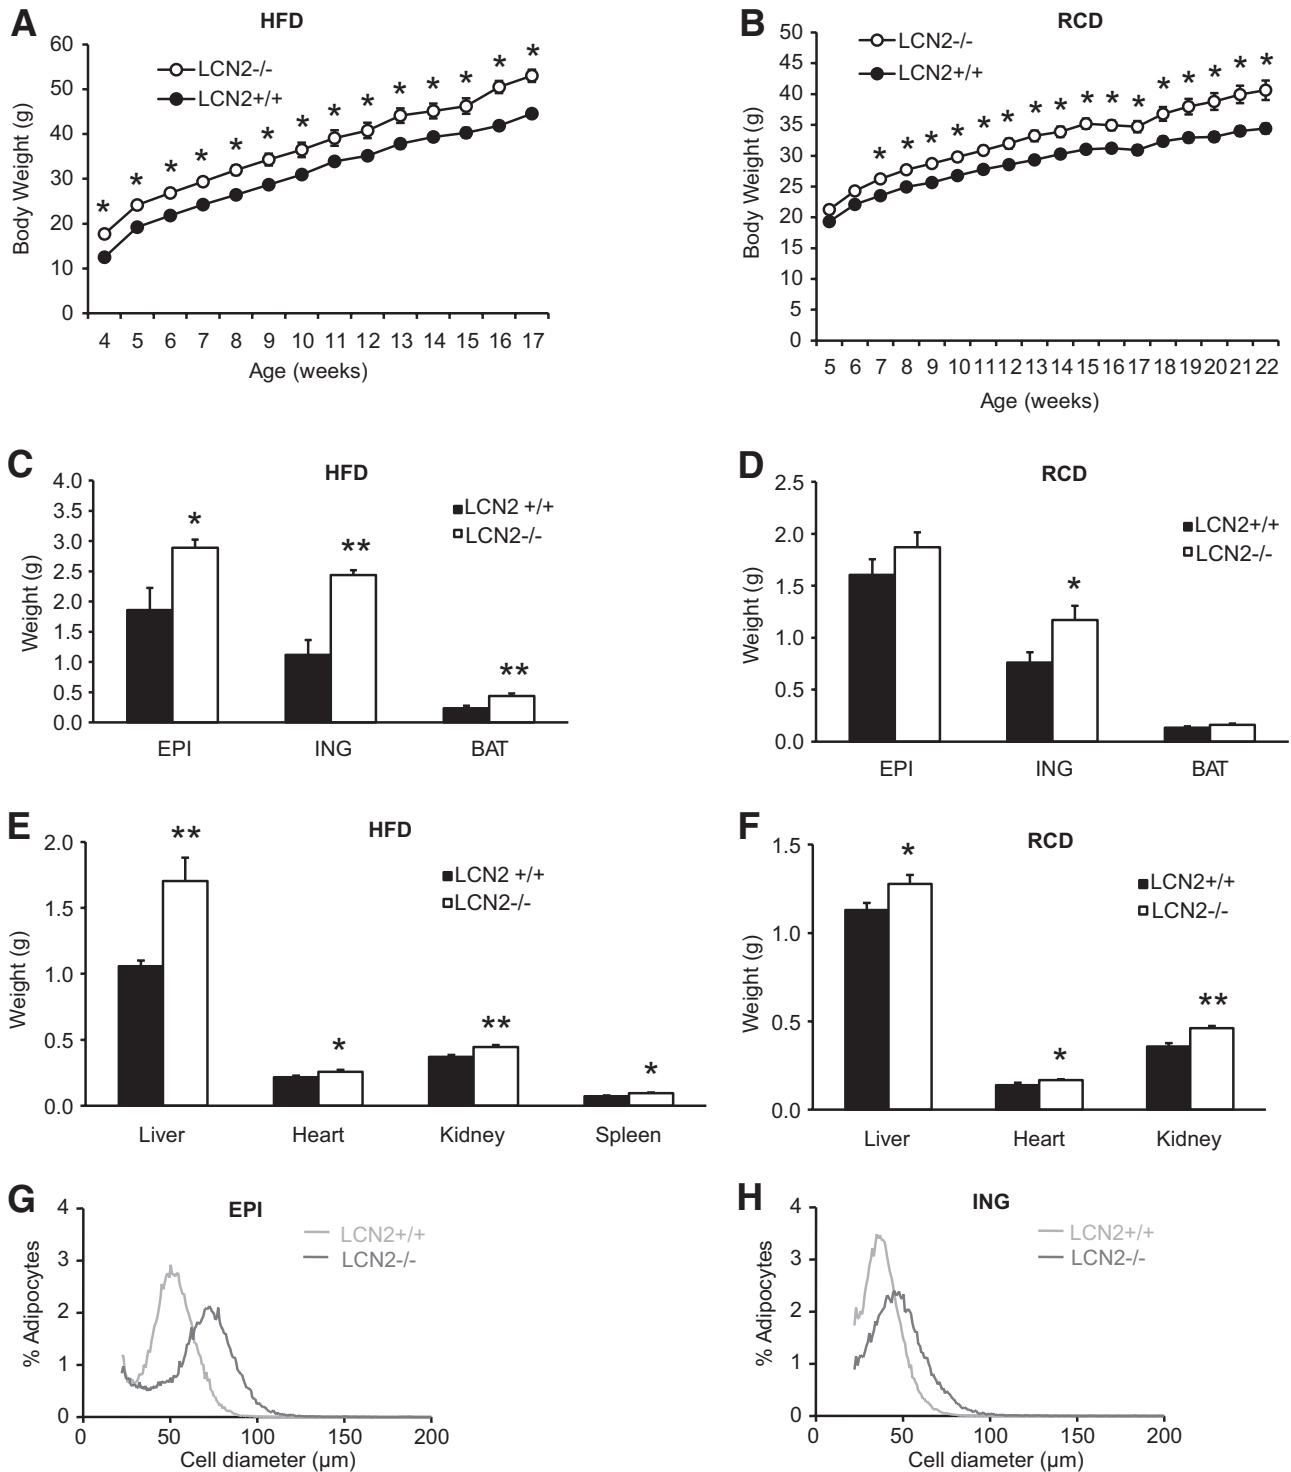 A
HFD
60
50
40
30
20
10
0
Body Weight (g)
LCN2-/-
LCN2+/+
* * * * * * * * * * * * * *
4 5 6 7 8 9 10 11 12 13 14 15 16 17
Age (weeks)
B
RCD
50
45
40
35
30
25
20
15
10
5
0
Body Weight (g)
LCN2-/-
LCN2+/+
* * * * * * * * * * * * * * * *
5 6 7 8 9 10 11 12 13 14 15 16 17 18 19 20 21 22
Age (weeks)
C
HFD
4.0
3.5
3.0
2.5
2.0
1.5
1.0
0.5
0.0
Weight (g)
LCN2 +/+
LCN2-/-
* ** **
EPI ING BAT
D
RCD
2.5
2.0
1.5
1.0
0.5
0.0
Weight (g)
LCN2+/+
LCN2-/-
*
EPI ING BAT
E
HFD
2.0
1.5
1.0
0.5
0.0
Weight (g)
LCN2 +/+
LCN2-/-
** * ** *
Liver Heart Kidney Spleen
F
RCD
1.5
1.0
0.5
0.0
Weight (g)
LCN2+/+
LCN2-/-
* * **
Liver Heart Kidney
G
EPI
4
3
2
1
0
% Adipocytes
LCN2+/+
LCN2-/-
0 50 100 150 200
Cell diameter (µm)
H
ING
4
3
2
1
0
% Adipocytes
LCN2+/+
LCN2-/-
0 50 100 150 200
Cell diameter (µm)